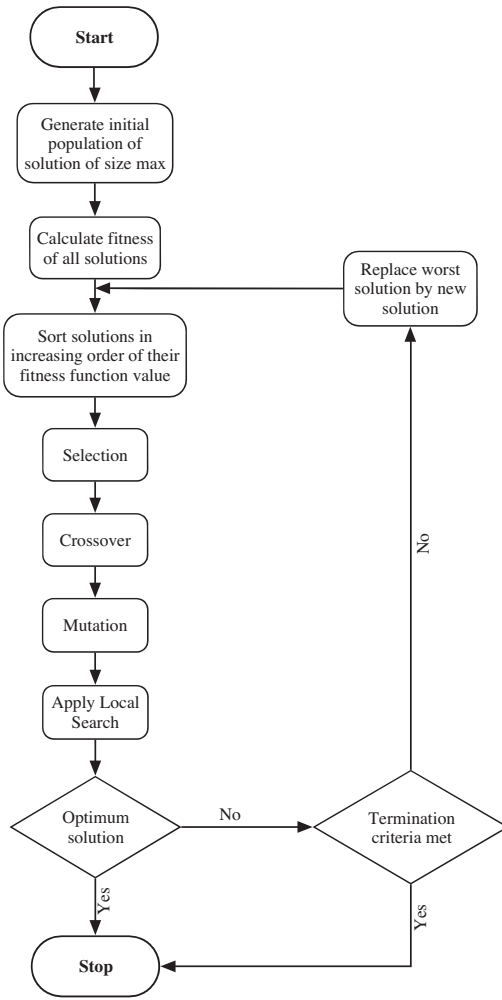 Start
Generate initial
population of
solution of size max
Calculate fitness
of all solutions
Replace worst
solution by new
solution
Sort solutions in
increasing order of their
fitness function value
Selection
Crossover
No
Mutation
Apply Local
Search
Optimum
solution
No
Termination
criteria met
Yes
Yes
Stop